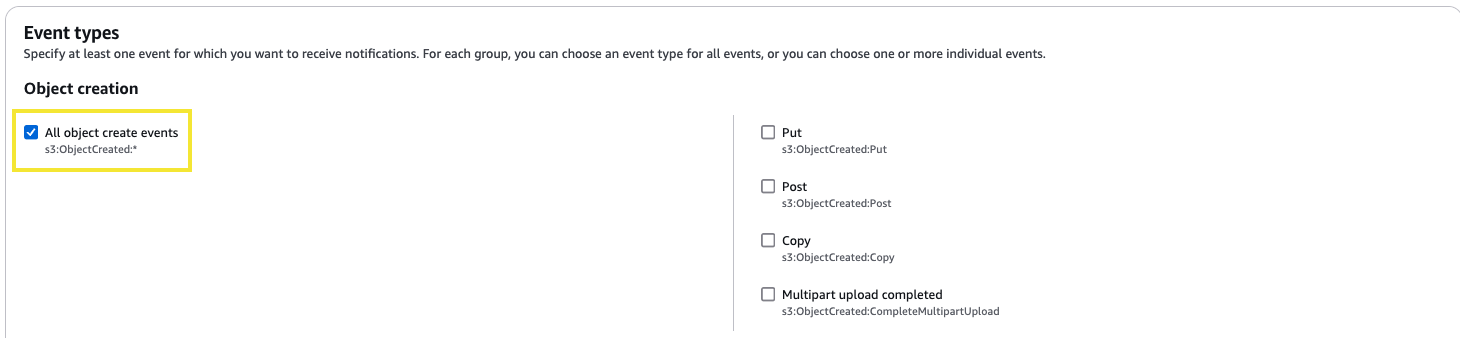 Event types
Specify at least one event for which you want to receive notifications. For each group, you can choose an event type for all events, or you can choose one or more individual events.
Object creation
All object create events
s3:ObjectCreated:*
Put
s3:ObjectCreated:Put
Post
s3:ObjectCreated:Post
Copy
s3:ObjectCreated:Copy
Multipart upload completed
s3:ObjectCreated:CompleteMultipartUpload